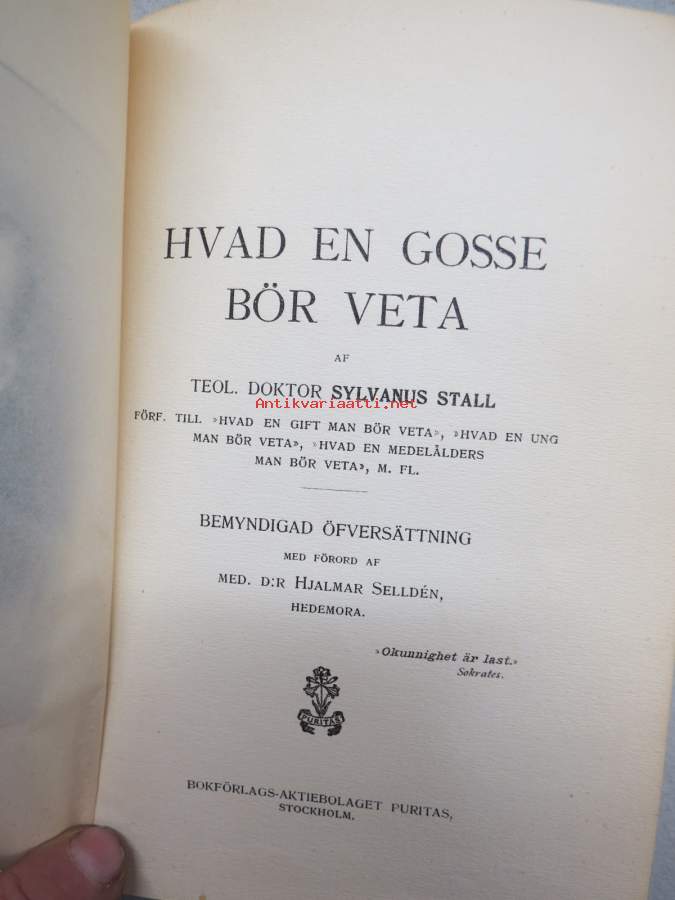 HVAD EN GOSSE
BÖR VETA
AF
TEOL. DOKTOR SYLVANUS STALL
Antikvariaatti.net
FÖRF. TILL »HVAD EN GIFT MAN BÖR VETA», »HVAD EN UNG
MAN BÖR VETA», »HVAD EN MEDELÅLDERS
MAN BÖR VETA», M. FL.
BEMYNDIGAD ÖFVERSÄTTNING
MED FÖRORD AF
MED. D:R HJALMAR SELLDÉN,
HEDEMORA.
»Okunnighet är last.»
Sokrates.
PURITAS
BOKFÖRLAGS-AKTIEBOLAGET PURITAS,
STOCKHOLM.